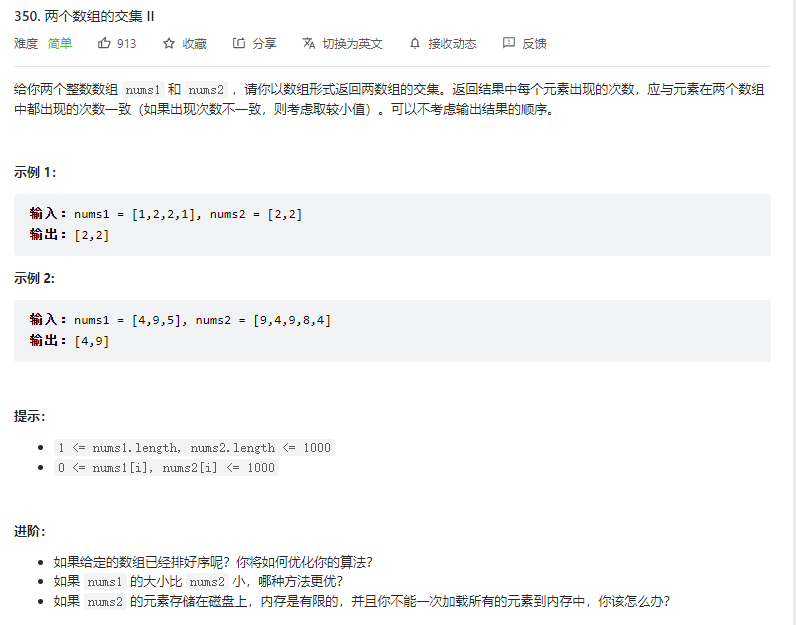 350. 两个数组的交集 II
难度 简单 913 收藏 分享 切换为英文 接收动态 反馈
给你两个整数数组 nums1 和 nums2 ，请你以数组形式返回两数组的交集。返回结果中每个元素出现的次数，应与元素在两个数组
中都出现的次数一致（如果出现次数不一致，则考虑取较小值）。可以不考虑输出结果的顺序。
示例 1:
输入：nums1 = [1,2,2,1], nums2 = [2,2]
输出：[2,2]
示例 2:
输入：nums1 = [4,9,5], nums2 = [9,4,9,8,4]
输出：[4,9]
提示:
1 <= nums1.length, nums2.length <= 1000
0 <= nums1[i], nums2[i] <= 1000
进阶:
如果给定的数组已经排好序呢？你将如何优化你的算法？
如果 nums1 的大小比 nums2 小，哪种方法更优？
如果 nums2 的元素存储在磁盘上，内存是有限的，并且你不能一次加载所有的元素到内存中，你该怎么办？